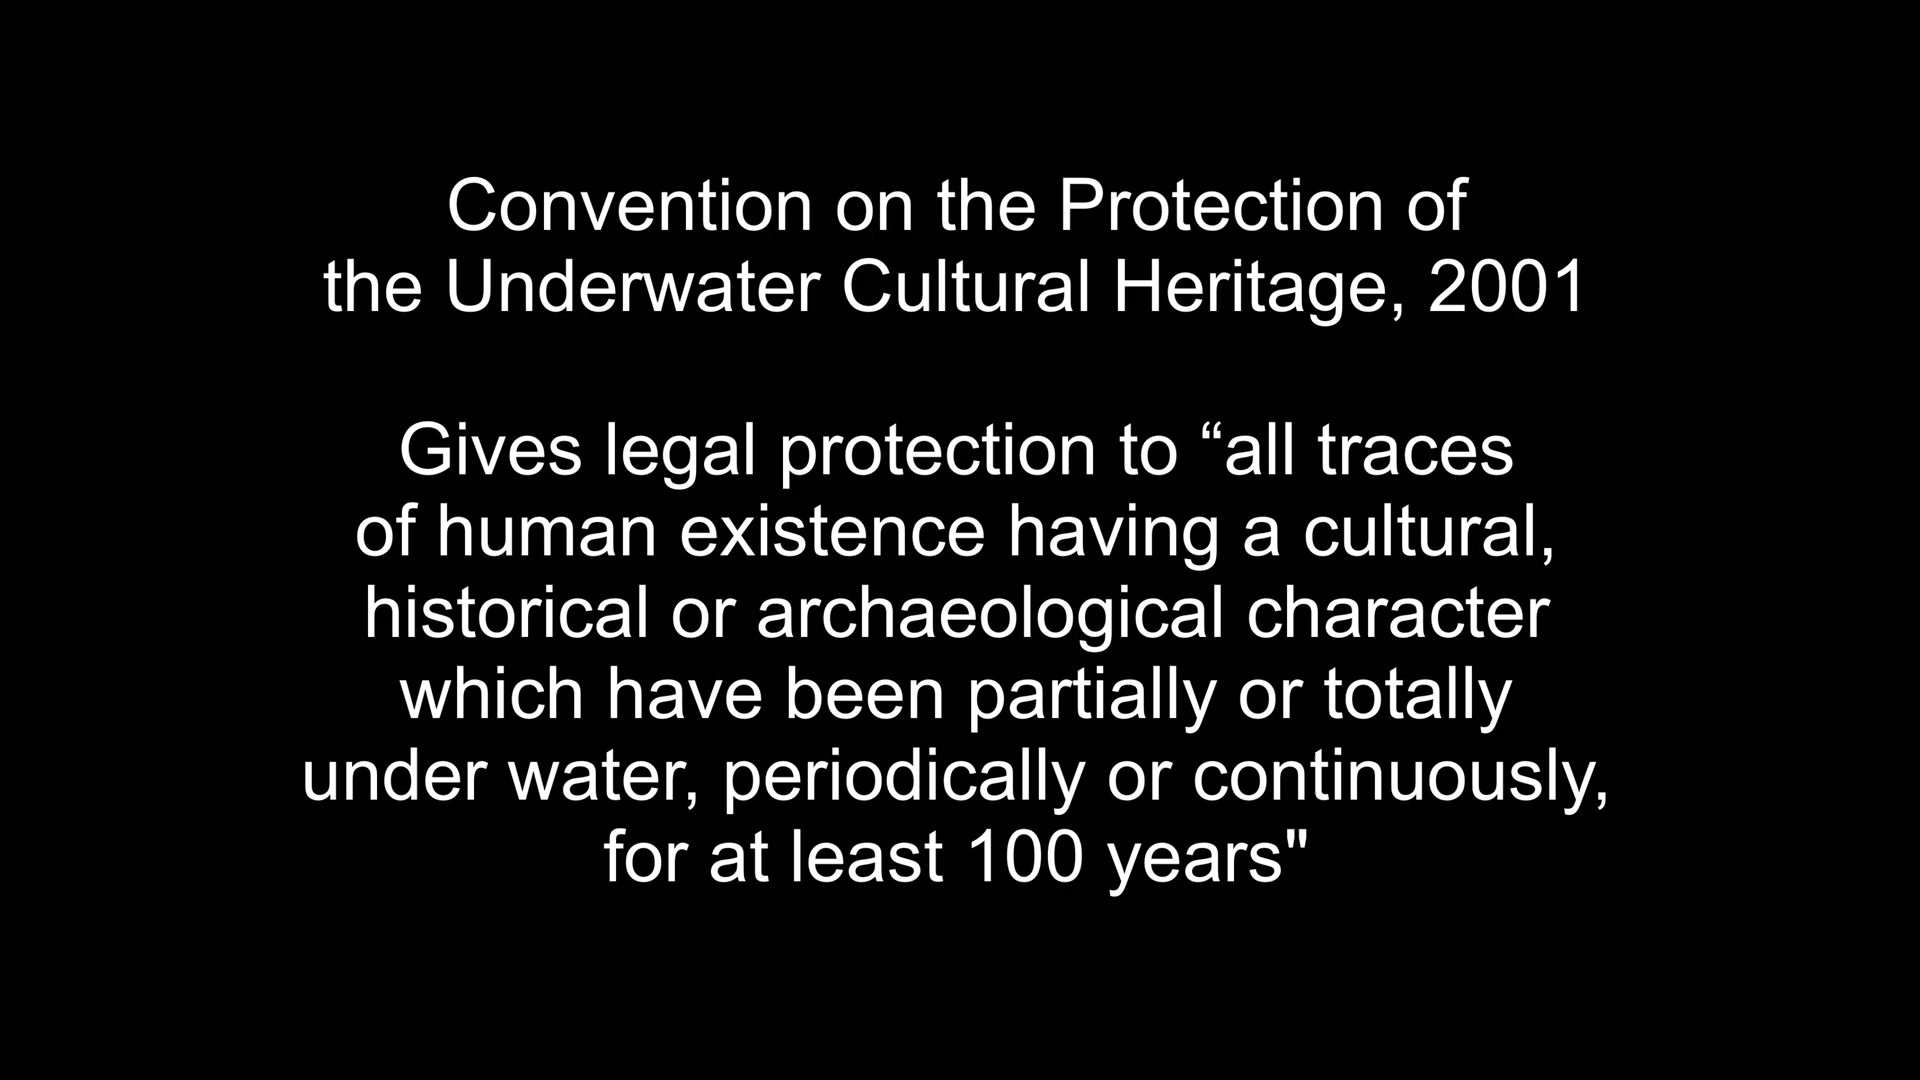 Convention on the Protection of
the Underwater Cultural Heritage, 2001
Gives legal protection to “all traces
of human existence having a cultural,
historical or archaeological character
which have been partially or totally
under water, periodically or continuously,
for at least 100 years"